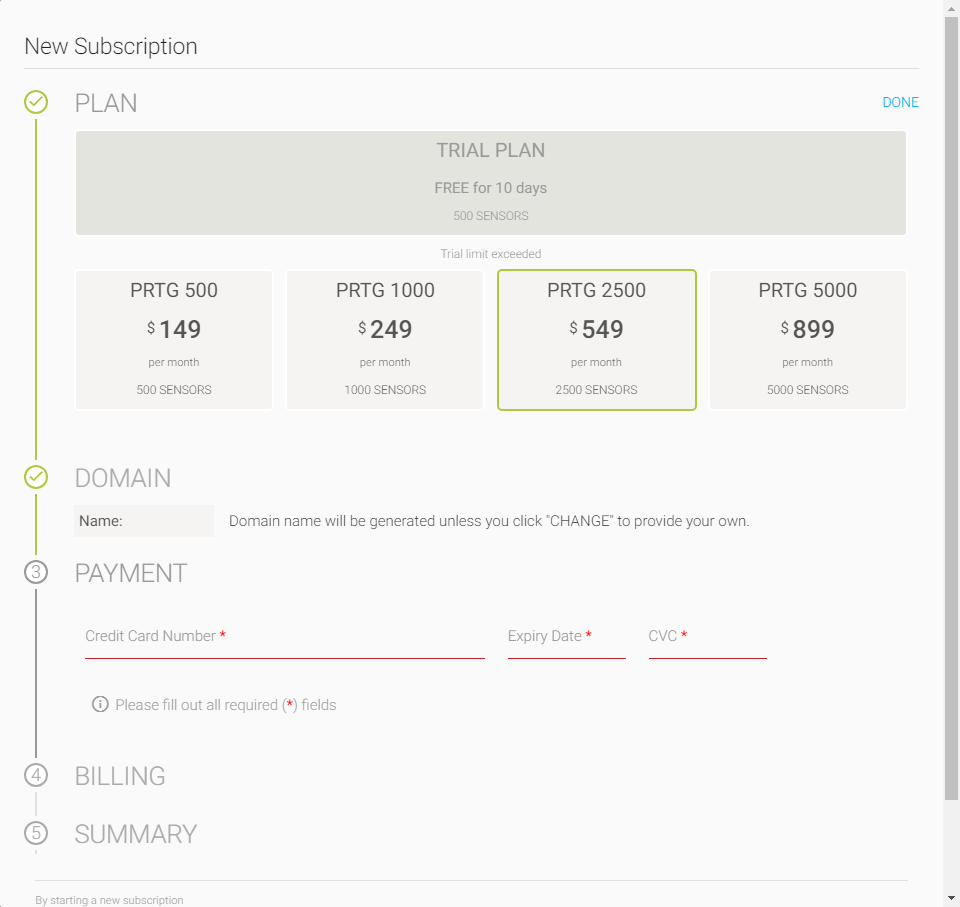 New Subscription
PLAN
DONE
TRIAL PLAN
FREE for 10 days
500 SENSORS
Trial limit exceeded
PRTG 500
$ 149
per month
500 SENSORS
PRTG 1000
$ 249
per month
1000 SENSORS
PRTG 2500
$ 549
per month
2500 SENSORS
PRTG 5000
$ 899
per month
5000 SENSORS
DOMAIN
Name:
Domain name will be generated unless you click "CHANGE" to provide your own.
3 PAYMENT
Credit Card Number *
Expiry Date *
CVC *
Please fill out all required (*) fields
4 BILLING
5 SUMMARY
By starting a new subscription